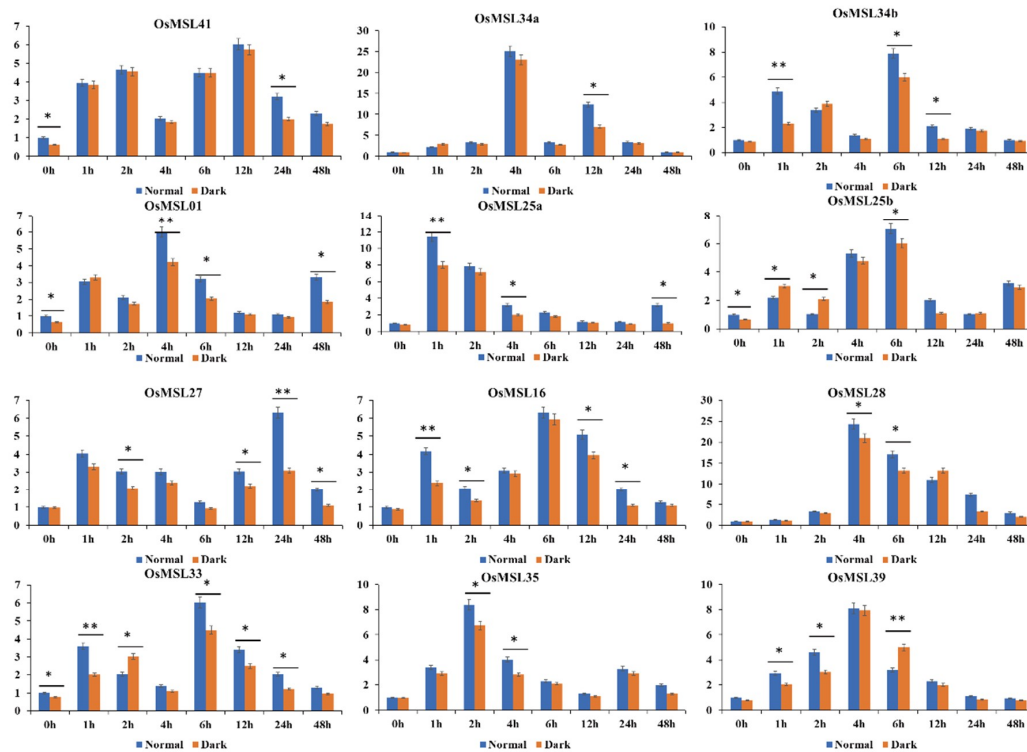 OsMSL41
7
6
5
4
3
2
1
0
* *
0h 1h 2h 4h 6h 12h 24h 48h
Normal Dark
OsMSL34a
30
25
20
15
10
5
0
*
0h 1h 2h 4h 6h 12h 24h 48h
Normal Dark
OsMSL34b
10
8
6
4
2
0
** * *
0h 1h 2h 4h 6h 12h 24h 48h
Normal Dark
OsMSL01
7
6
5
4
3
2
1
0
* ** * *
0h 1h 2h 4h 6h 12h 24h 48h
Normal Dark
OsMSL25a
14
12
10
8
6
4
2
0
** * *
0h 1h 2h 4h 6h 12h 24h 48h
Normal Dark
OsMSL25b
8
6
4
2
0
* * * *
0h 1h 2h 4h 6h 12h 24h 48h
Normal Dark
OsMSL27
7
6
5
4
3
2
1
0
* * ** *
0h 1h 2h 4h 6h 12h 24h 48h
Normal Dark
OsMSL16
7
6
5
4
3
2
1
0
** * * *
0h 1h 2h 4h 6h 12h 24h 48h
Normal Dark
OsMSL28
30
25
20
15
10
5
0
* *
0h 1h 2h 4h 6h 12h 24h 48h
Normal Dark
OsMSL33
7
6
5
4
3
2
1
0
* ** * * * *
0h 1h 2h 4h 6h 12h 24h 48h
Normal Dark
OsMSL35
10
8
6
4
2
0
* *
0h 1h 2h 4h 6h 12h 24h 48h
Normal Dark
OsMSL39
10
8
6
4
2
0
* * **
0h 1h 2h 4h 6h 12h 24h 48h
Normal Dark